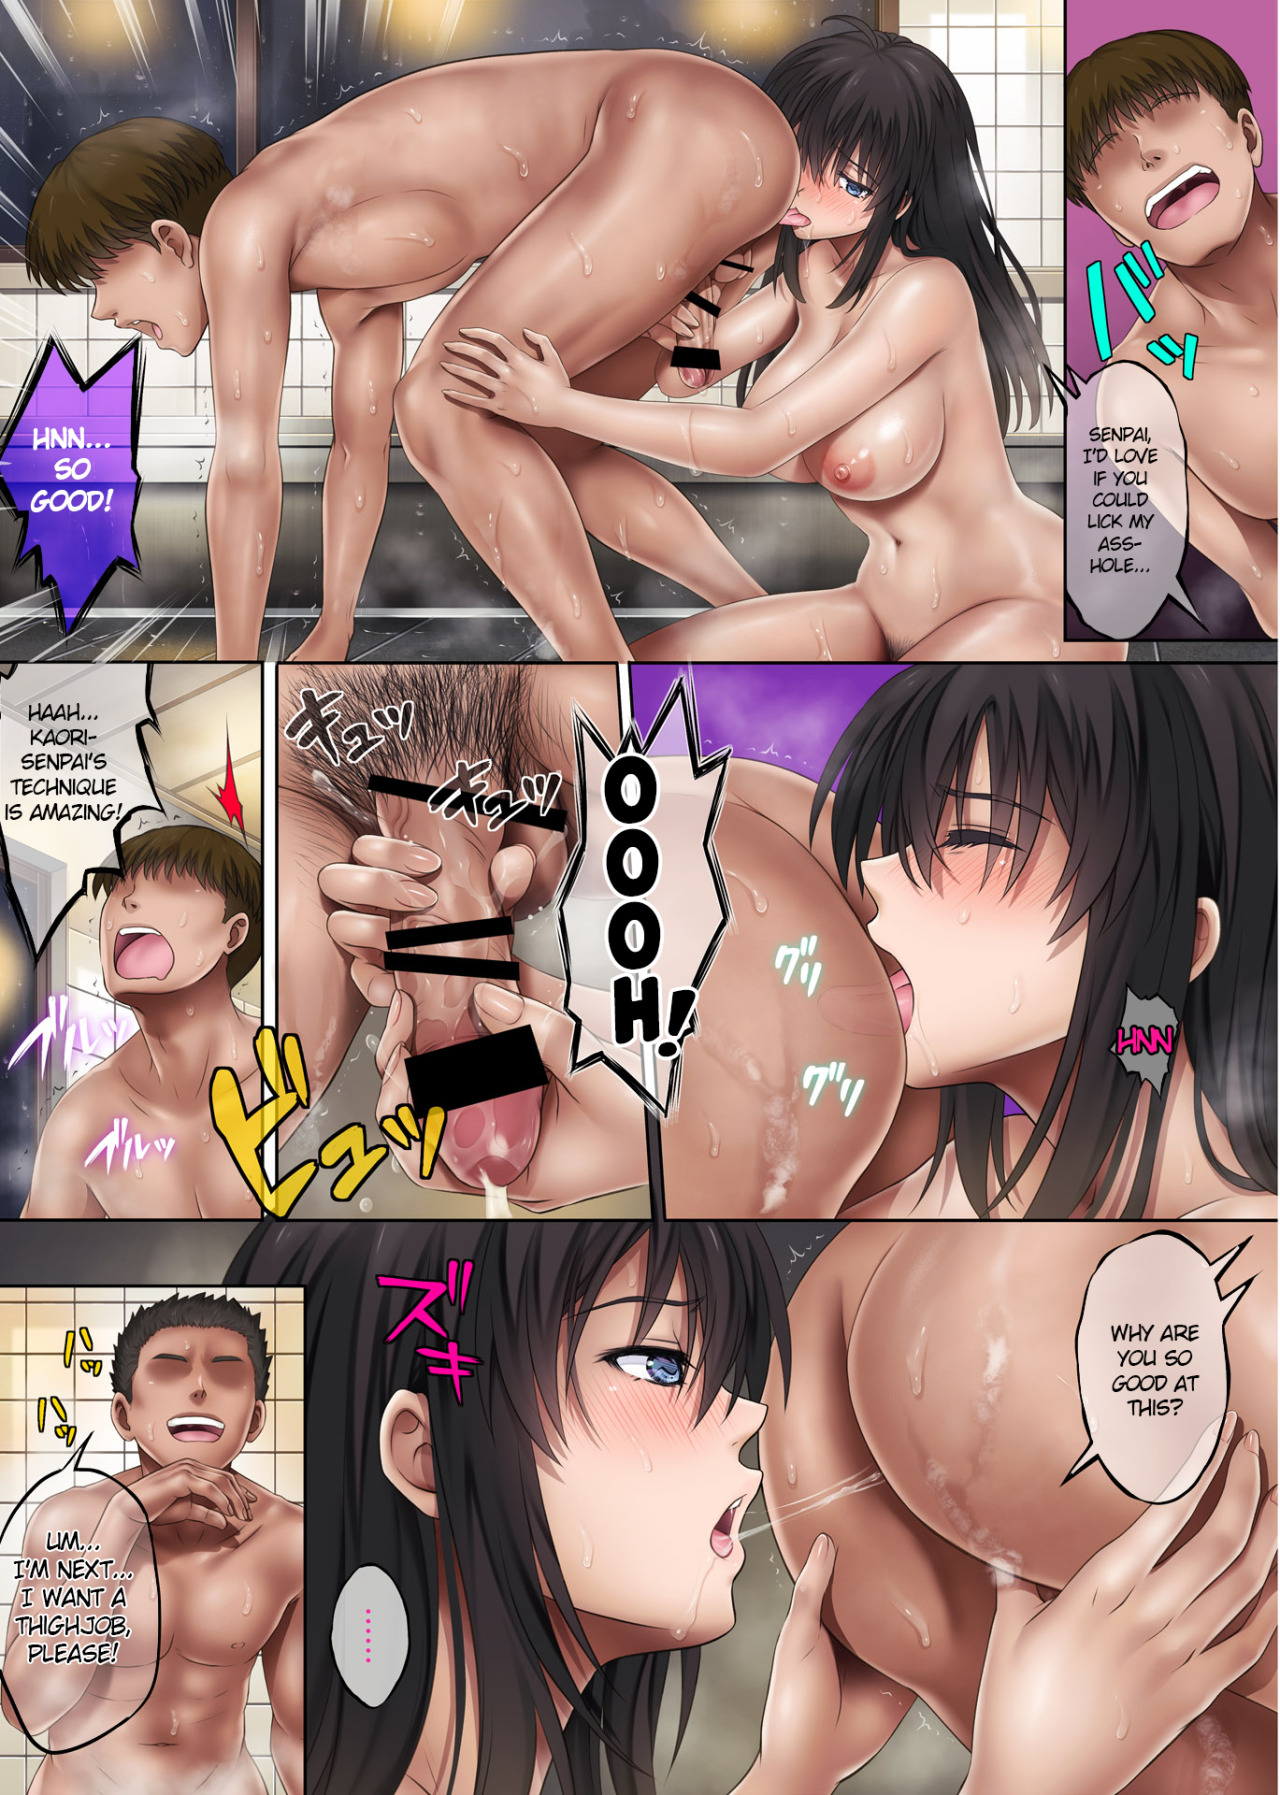 バッ
SENPAI,
I'D LOVE
IF YOU
COULD
LICK MY
ASS-
HOLE...
HNN...
SO
GOOD!
グリ
グリ
HNN
OOOOH!
キュッ
キュッ
ビュッ
HAAH...
KAORI-
SENPAI'S
TECHNIQUE
IS AMAZING!
ブルッ
ブルッ
WHY ARE
YOU SO
GOOD AT
THIS?
ズキ
......
ハッ
ハッ
UM...
I'M NEXT...
I WANT A
THIGHJOB,
PLEASE!